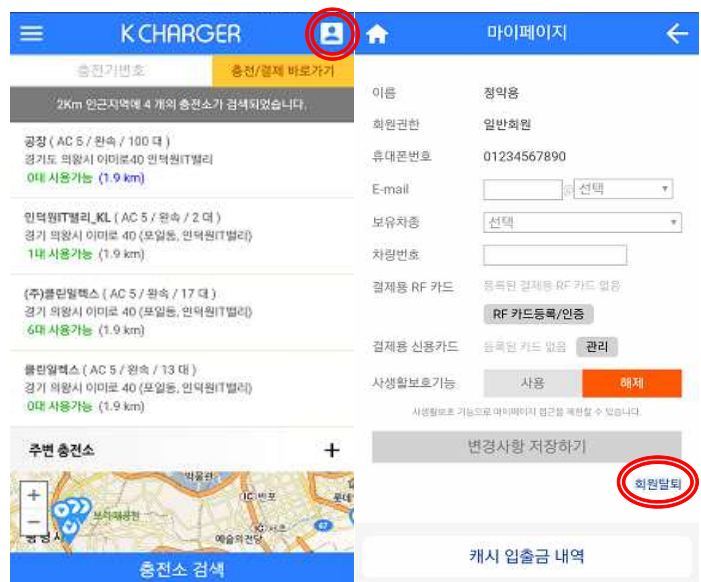 K CHARGER
충전기번호
충전/결제 바로가기
2Km 인근지역에 4 개의 충전소가 검색되었습니다.
공장 ( AC 5 / 완속 / 100 대 )
경기도 의왕시 이미로40 인덕원IT밸리
0대 사용가능 (1.9 km)
인덕원IT밸리_KL ( AC 5 / 완속 / 2 대 )
경기 의왕시 이미로 40 (포일동, 인덕원IT밸리)
1대 사용가능 (1.9 km)
(주)클린일렉스 ( AC 5 / 완속 / 17 대 )
경기 의왕시 이미로 40 (포일동, 인덕원IT밸리)
6대 사용가능 (1.9 km)
클린일렉스 ( AC 5 / 완속 / 13 대 )
경기 의왕시 이미로 40 (포일동, 인덕원IT밸리)
0대 사용가능 (1.9 km)
주변 충전소 +
+
−
보라매공원
예술의전당
충전소 검색
마이페이지
이름 정약용
회원권한 일반회원
휴대폰번호 01234567890
E-mail @ 선택
보유차종 선택
차량번호
결제용 RF 카드 등록된 결제용 RF 카드 없음
RF 카드등록/인증
결제용 신용카드 등록된 카드 없음 관리
사생활보호기능 사용 해제
사생활보호 기능으로 마이페이지 접근을 제한할 수 있습니다.
변경사항 저장하기
회원탈퇴
캐시 입출금 내역